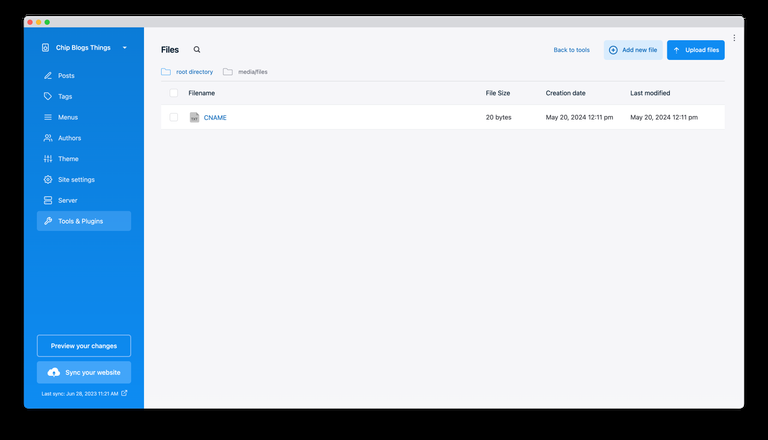 Chip Blogs Things
Posts
Tags
Menus
Authors
Theme
Site settings
Server
Tools & Plugins
Preview your changes
Sync your website
Last sync: Jun 28, 2023 11:21 AM
Files
Back to tools
Add new file
Upload files
root directory
media/files
Filename File Size Creation date Last modified
CNAME 20 bytes May 20, 2024 12:11 pm May 20, 2024 12:11 pm